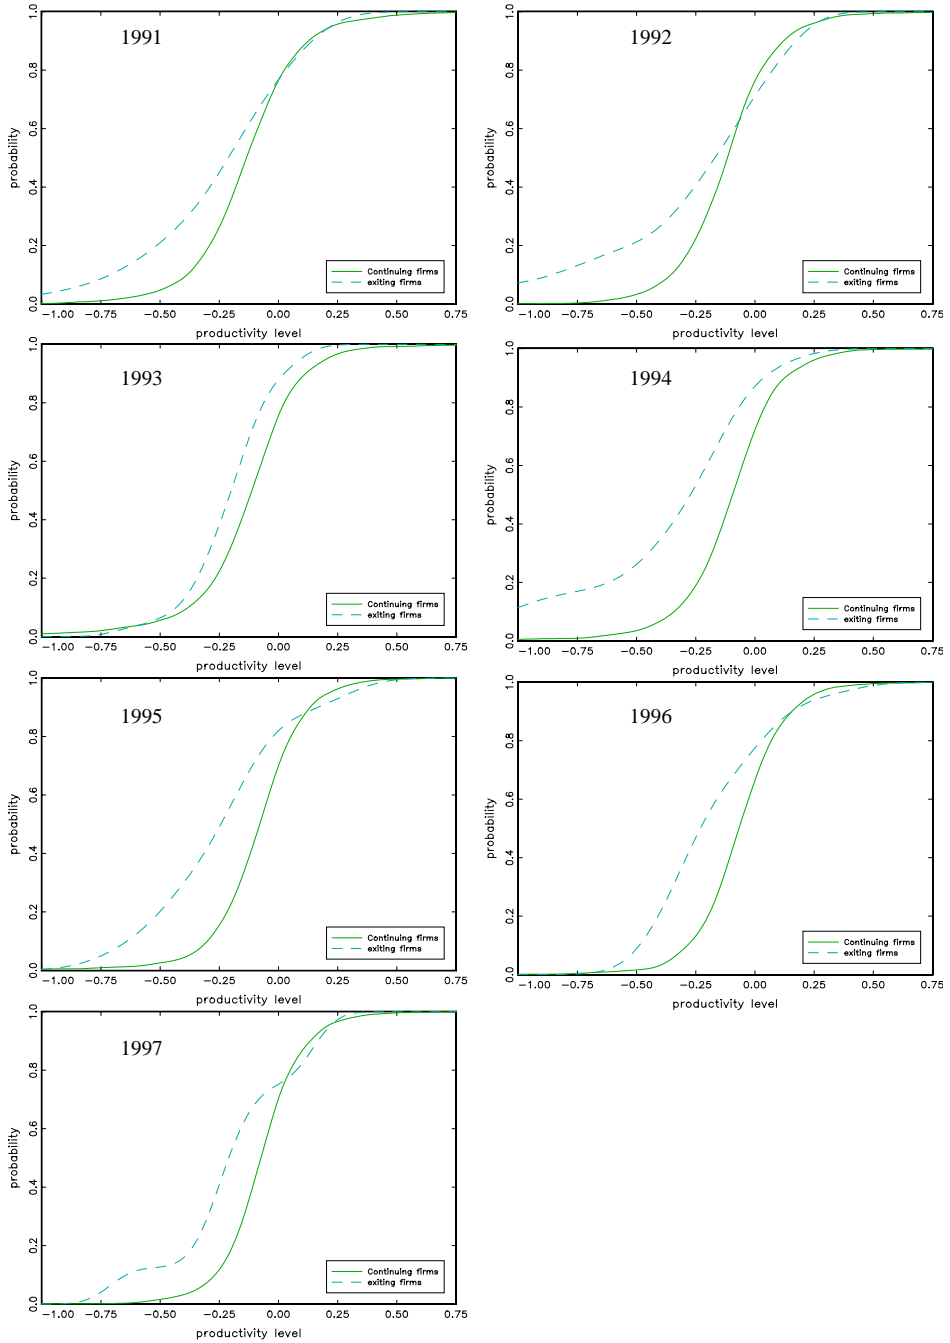 1991
probability
0.0 0.2 0.4 0.6 0.8 1.0
Continuing firms
exiting firms
−1.00 −0.75 −0.50 −0.25 0.00 0.25 0.50 0.75
productivity level
1992
probability
0.0 0.2 0.4 0.6 0.8 1.0
Continuing firms
exiting firms
−1.00 −0.75 −0.50 −0.25 0.00 0.25 0.50 0.75
productivity level
1993
probability
0.0 0.2 0.4 0.6 0.8 1.0
Continuing firms
exiting firms
−1.00 −0.75 −0.50 −0.25 0.00 0.25 0.50 0.75
productivity level
1994
probability
0.0 0.2 0.4 0.6 0.8 1.0
Continuing firms
exiting firms
−1.00 −0.75 −0.50 −0.25 0.00 0.25 0.50 0.75
productivity level
1995
probability
0.0 0.2 0.4 0.6 0.8 1.0
Continuing firms
exiting firms
−1.00 −0.75 −0.50 −0.25 0.00 0.25 0.50 0.75
productivity level
1996
probability
0.0 0.2 0.4 0.6 0.8 1.0
Continuing firms
exiting firms
−1.00 −0.75 −0.50 −0.25 0.00 0.25 0.50 0.75
productivity level
1997
probability
0.0 0.2 0.4 0.6 0.8 1.0
Continuing firms
exiting firms
−1.00 −0.75 −0.50 −0.25 0.00 0.25 0.50 0.75
productivity level